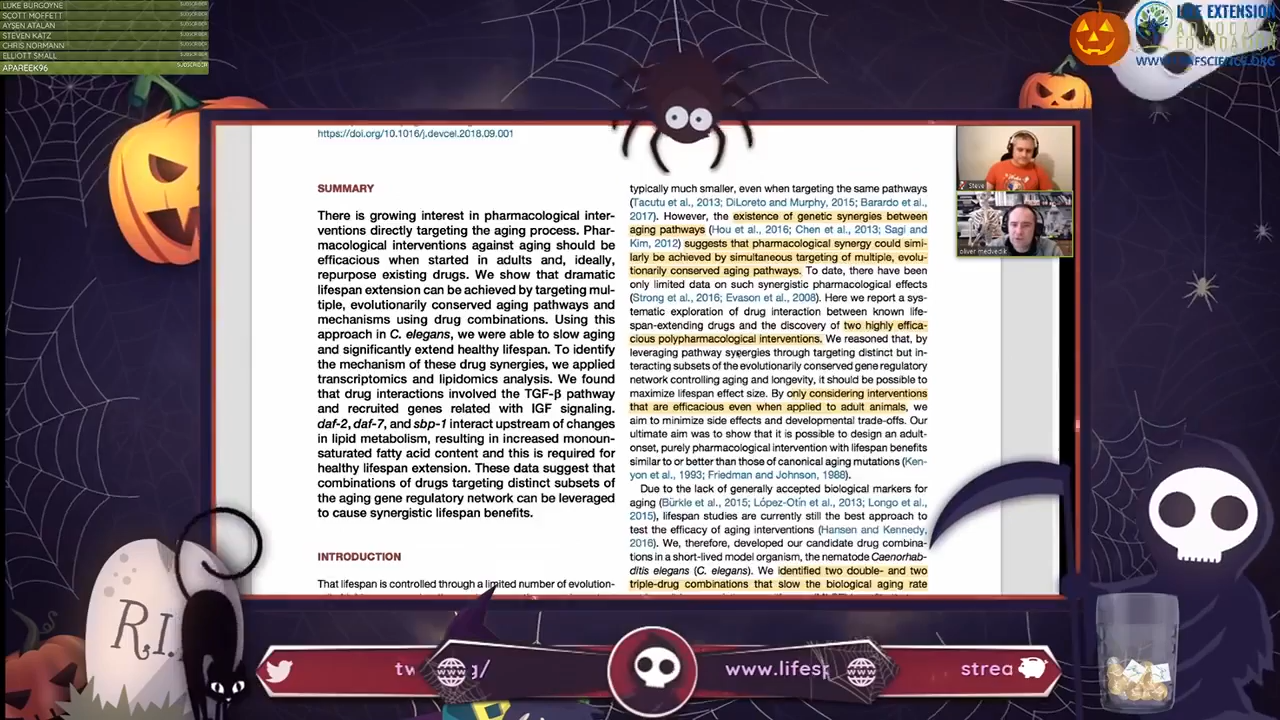 LUKE BURGOYNE SUBSCRIBER
SCOTT MOFFETT SUBSCRIBER
AYSEN ATALAN SUBSCRIBER
STEVEN KATZ SUBSCRIBER
CHRIS NORMANN SUBSCRIBER
ELLIOTT SMALL SUBSCRIBER
APAREEK96 SUBSCRIBER
LIFE EXTENSION
ADVOCACY
FOUNDATION
https://doi.org/10.1016/j.devcel.2018.09.001
SUMMARY
There is growing interest in pharmacological inter-
ventions directly targeting the aging process. Phar-
macological interventions against aging should be
efficacious when started in adults and, ideally,
repurpose existing drugs. We show that dramatic
lifespan extension can be achieved by targeting mul-
tiple, evolutionarily conserved aging pathways and
mechanisms using drug combinations. Using this
approach in C. elegans, we were able to slow aging
and significantly extend healthy lifespan. To identify
the mechanism of these drug synergies, we applied
transcriptomics and lipidomics analysis. We found
that drug interactions involved the TGF-β pathway
and recruited genes related with IGF signaling.
daf-2, daf-7, and sbp-1 interact upstream of changes
in lipid metabolism, resulting in increased monoun-
saturated fatty acid content and this is required for
healthy lifespan extension. These data suggest that
combinations of drugs targeting distinct subsets of
the aging gene regulatory network can be leveraged
to cause synergistic lifespan benefits.
INTRODUCTION
That lifespan is controlled through a limited number of evolution-
typically much smaller, even when targeting the same pathways
(Tacutu et al., 2013; DiLoreto and Murphy, 2015; Barardo et al.,
2017). However, the existence of genetic synergies between
aging pathways (Hou et al., 2016; Chen et al., 2013; Sagi and
Kim, 2012) suggests that pharmacological synergy could simi-
larly be achieved by simultaneous targeting of multiple, evolu-
tionarily conserved aging pathways. To date, there have been
only limited data on such synergistic pharmacological effects
(Strong et al., 2016; Evason et al., 2008). Here we report a sys-
tematic exploration of drug interaction between known life-
span-extending drugs and the discovery of two highly effica-
cious polypharmacological interventions. We reasoned that, by
leveraging pathway synergies through targeting distinct but in-
teracting subsets of the evolutionarily conserved gene regulatory
network controlling aging and longevity, it should be possible to
maximize lifespan effect size. By only considering interventions
that are efficacious even when applied to adult animals, we
aim to minimize side effects and developmental trade-offs. Our
ultimate aim was to show that it is possible to design an adult-
onset, purely pharmacological intervention with lifespan benefits
similar to or better than those of canonical aging mutations (Ken-
yon et al., 1993; Friedman and Johnson, 1988).
Due to the lack of generally accepted biological markers for
aging (Bürkle et al., 2015; López-Otín et al., 2013; Longo et al.,
2015), lifespan studies are currently still the best approach to
test the efficacy of aging interventions (Hansen and Kennedy,
2016). We, therefore, developed our candidate drug combina-
tions in a short-lived model organism, the nematode Caenorhab-
ditis elegans (C. elegans). We identified two double- and two
triple-drug combinations that slow the biological aging rate
Steve
oliver medvedik
R.I.
tw
g/
www.lifesp
strea